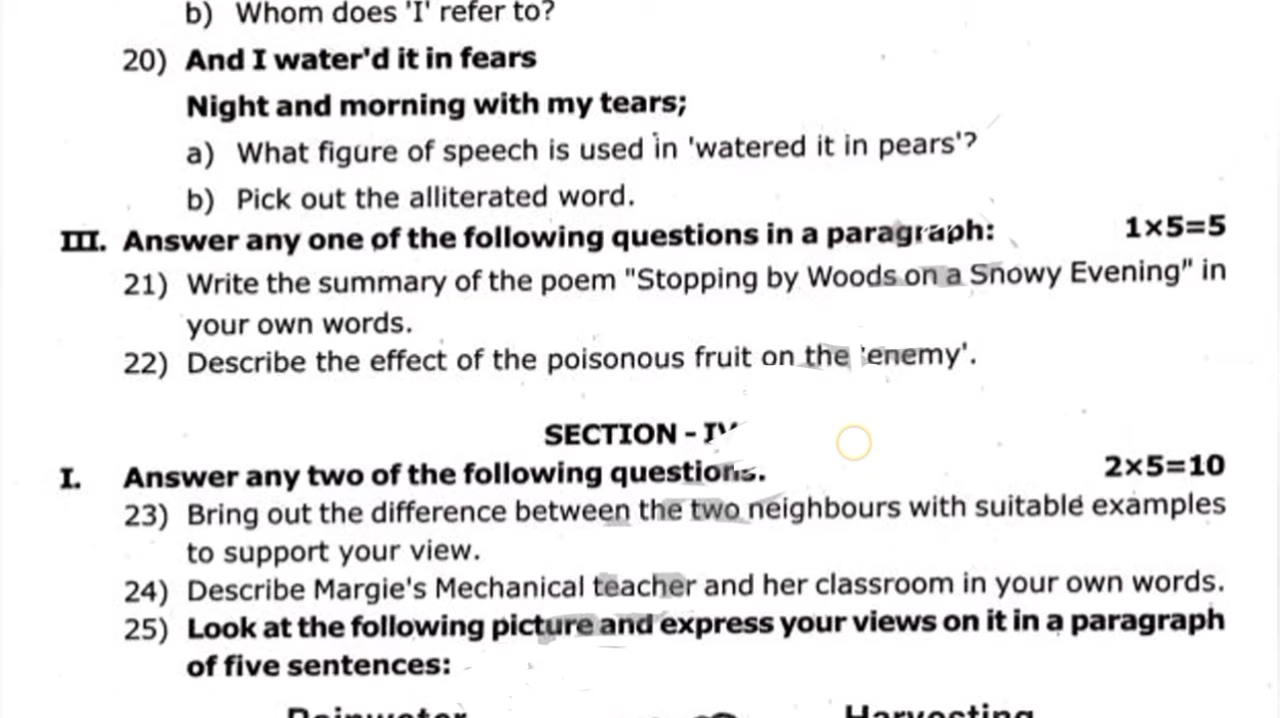 b) Whom does 'I' refer to?
20) And I water'd it in fears
Night and morning with my tears;
a) What figure of speech is used in 'watered it in pears'?
b) Pick out the alliterated word.
III. Answer any one of the following questions in a paragraph: 1×5=5
21) Write the summary of the poem "Stopping by Woods on a Snowy Evening" in
your own words.
22) Describe the effect of the poisonous fruit on the 'enemy'.
SECTION - IV
I. Answer any two of the following questions. 2×5=10
23) Bring out the difference between the two neighbours with suitable examples
to support your view.
24) Describe Margie's Mechanical teacher and her classroom in your own words.
25) Look at the following picture and express your views on it in a paragraph
of five sentences:
Rainwater Harvesting